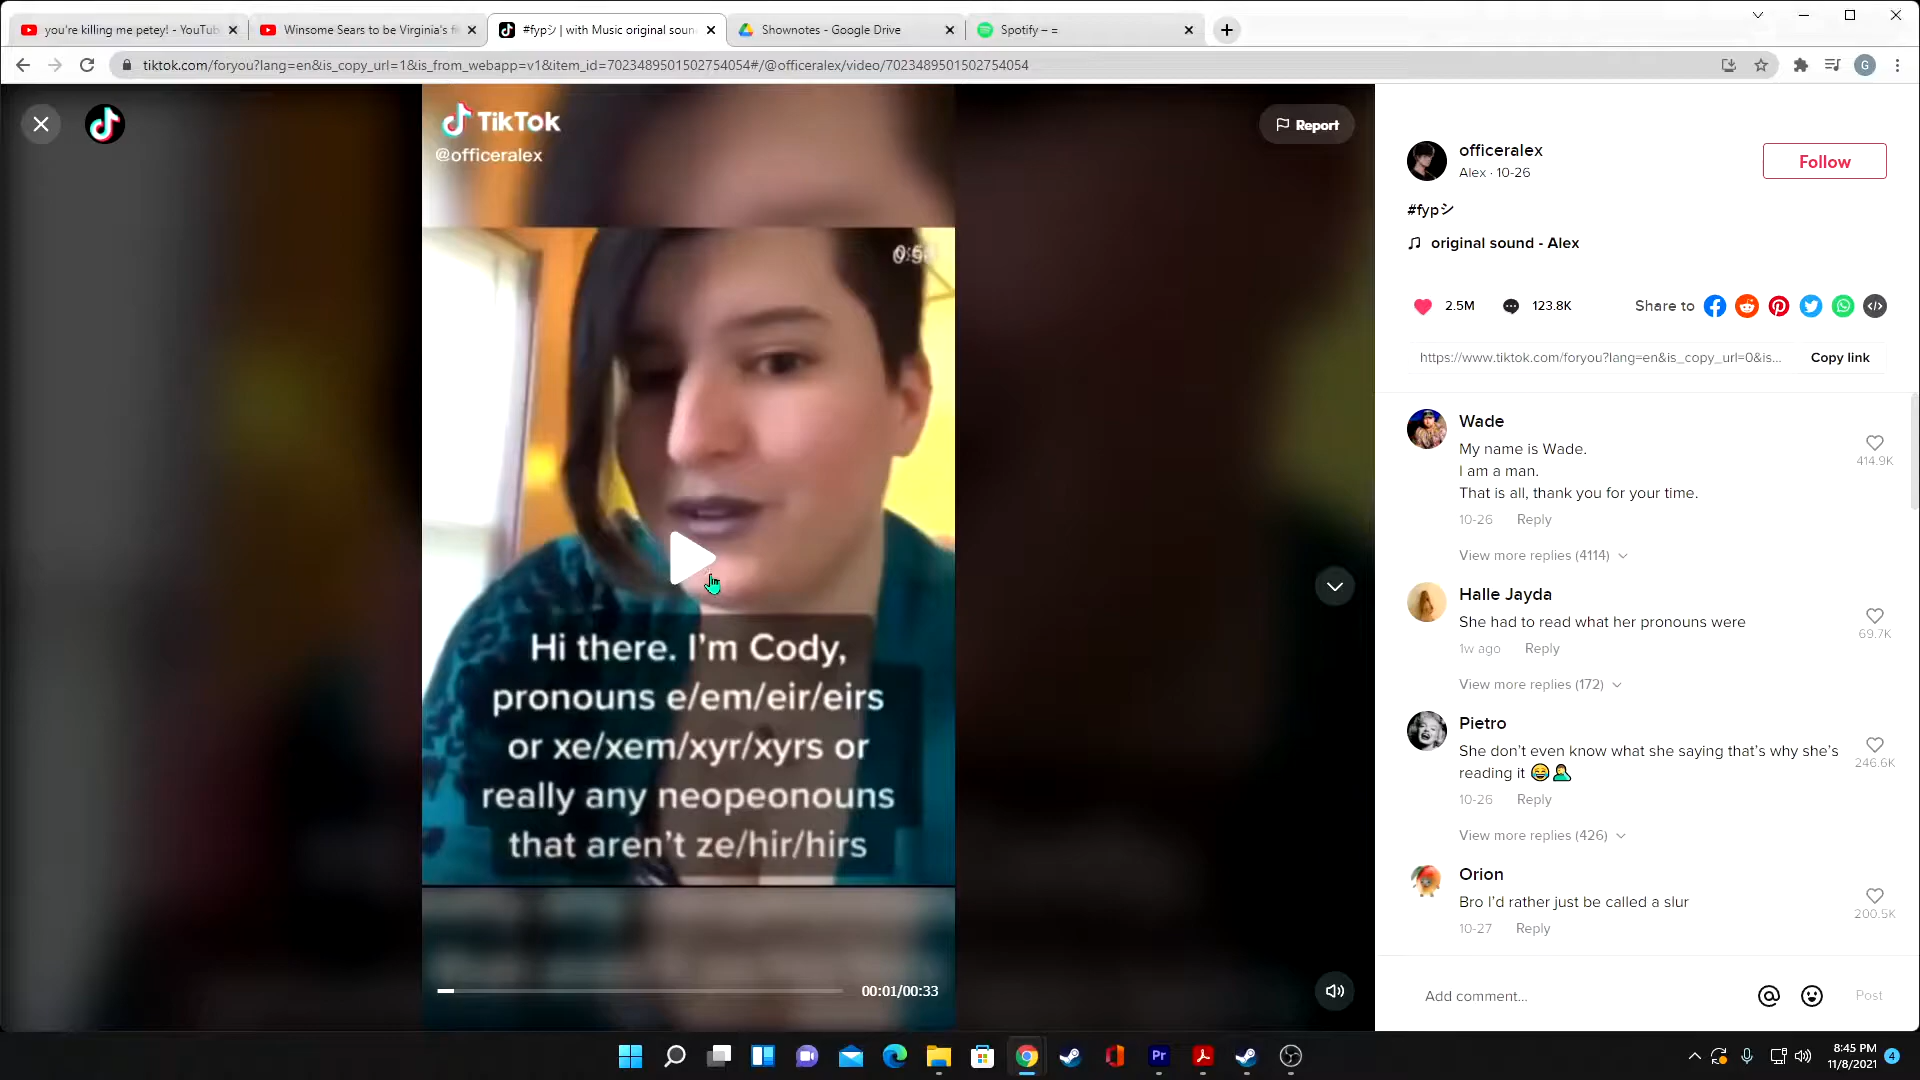 you're killing me petey! - YouTub
Winsome Sears to be Virginia's fi
#fypシ | with Music original soun
Shownotes - Google Drive
Spotify – =
tiktok.com/foryou?lang=en&is_copy_url=1&is_from_webapp=v1&item_id=7023489501502754054#/@officeralex/video/7023489501502754054
G
TikTok
@officeralex
Report
Hi there. I'm Cody,
pronouns e/em/eir/eirs
or xe/xem/xyr/xyrs or
really any neopeonouns
that aren't ze/hir/hirs
00:01/00:33
officeralex
Alex · 10-26
Follow
#fypシ
original sound - Alex
2.5M
123.8K
Share to
https://www.tiktok.com/foryou?lang=en&is_copy_url=0&is...
Copy link
Wade
My name is Wade.
I am a man.
That is all, thank you for your time.
414.9K
10-26 Reply
View more replies (4114)
Halle Jayda
She had to read what her pronouns were
69.7K
1w ago Reply
View more replies (172)
Pietro
She don't even know what she saying that's why she's
reading it 😂🤦
246.6K
10-26 Reply
View more replies (426)
Orion
Bro I'd rather just be called a slur
200.5K
10-27 Reply
Add comment...
Post
Pr
8:45 PM
11/8/2021
4